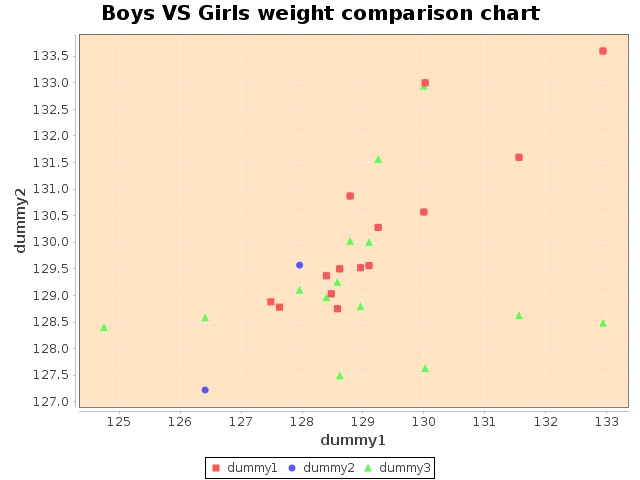 Boys VS Girls weight comparison chart
133.5
133.0
132.5
132.0
131.5
131.0
130.5
130.0
129.5
129.0
128.5
128.0
127.5
127.0
dummy2
125 126 127 128 129 130 131 132 133
dummy1
dummy1 dummy2 dummy3